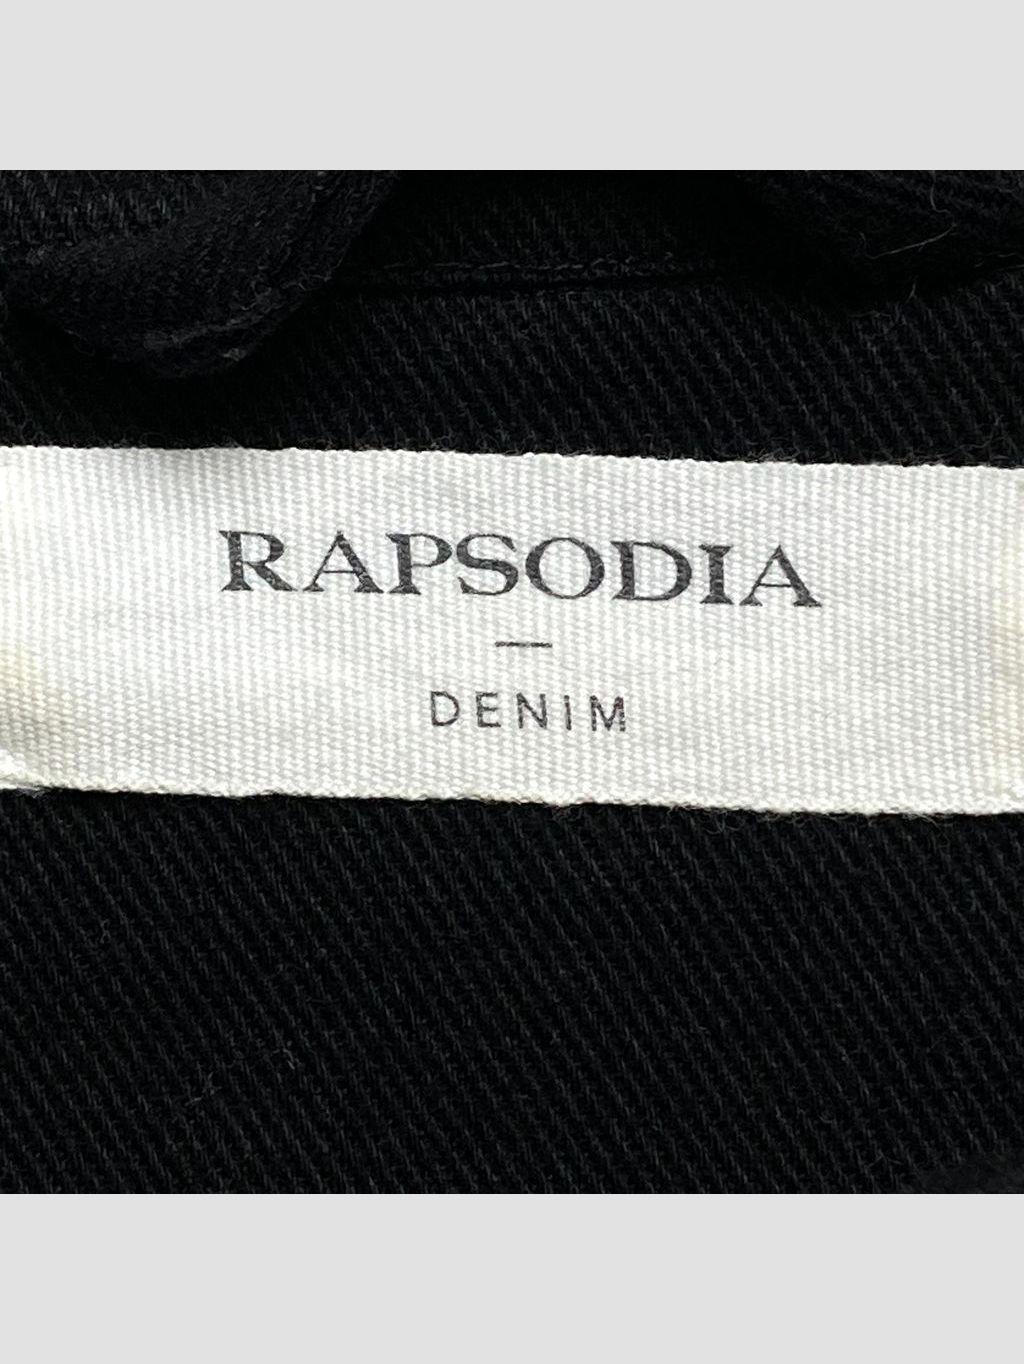 RAPSODIA
—
DENIM